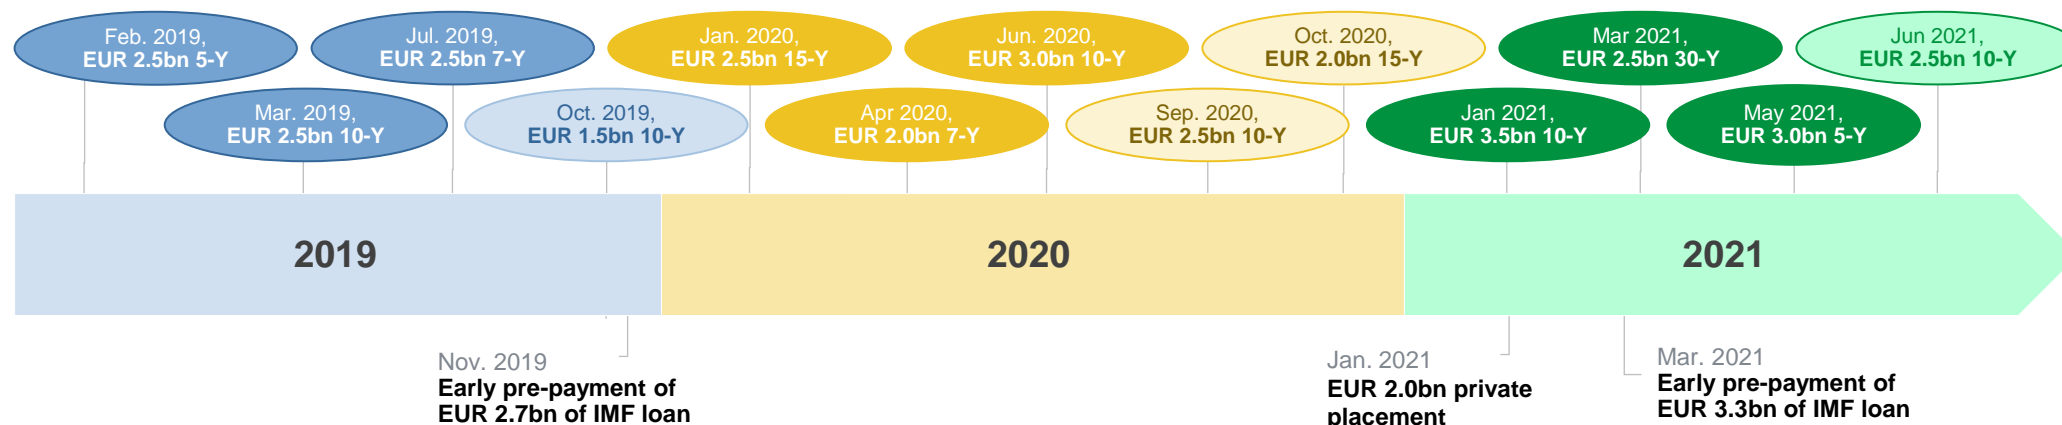 Feb. 2019,
EUR 2.5bn 5-Y
Mar. 2019,
EUR 2.5bn 10-Y
Jul. 2019,
EUR 2.5bn 7-Y
Oct. 2019,
EUR 1.5bn 10-Y
Jan. 2020,
EUR 2.5bn 15-Y
Apr 2020,
EUR 2.0bn 7-Y
Jun. 2020,
EUR 3.0bn 10-Y
Sep. 2020,
EUR 2.5bn 10-Y
Oct. 2020,
EUR 2.0bn 15-Y
Jan 2021,
EUR 3.5bn 10-Y
Mar 2021,
EUR 2.5bn 30-Y
May 2021,
EUR 3.0bn 5-Y
Jun 2021,
EUR 2.5bn 10-Y
2019
2020
2021
Nov. 2019
Early pre-payment of
EUR 2.7bn of IMF loan
Jan. 2021
EUR 2.0bn private
placement
Mar. 2021
Early pre-payment of
EUR 3.3bn of IMF loan